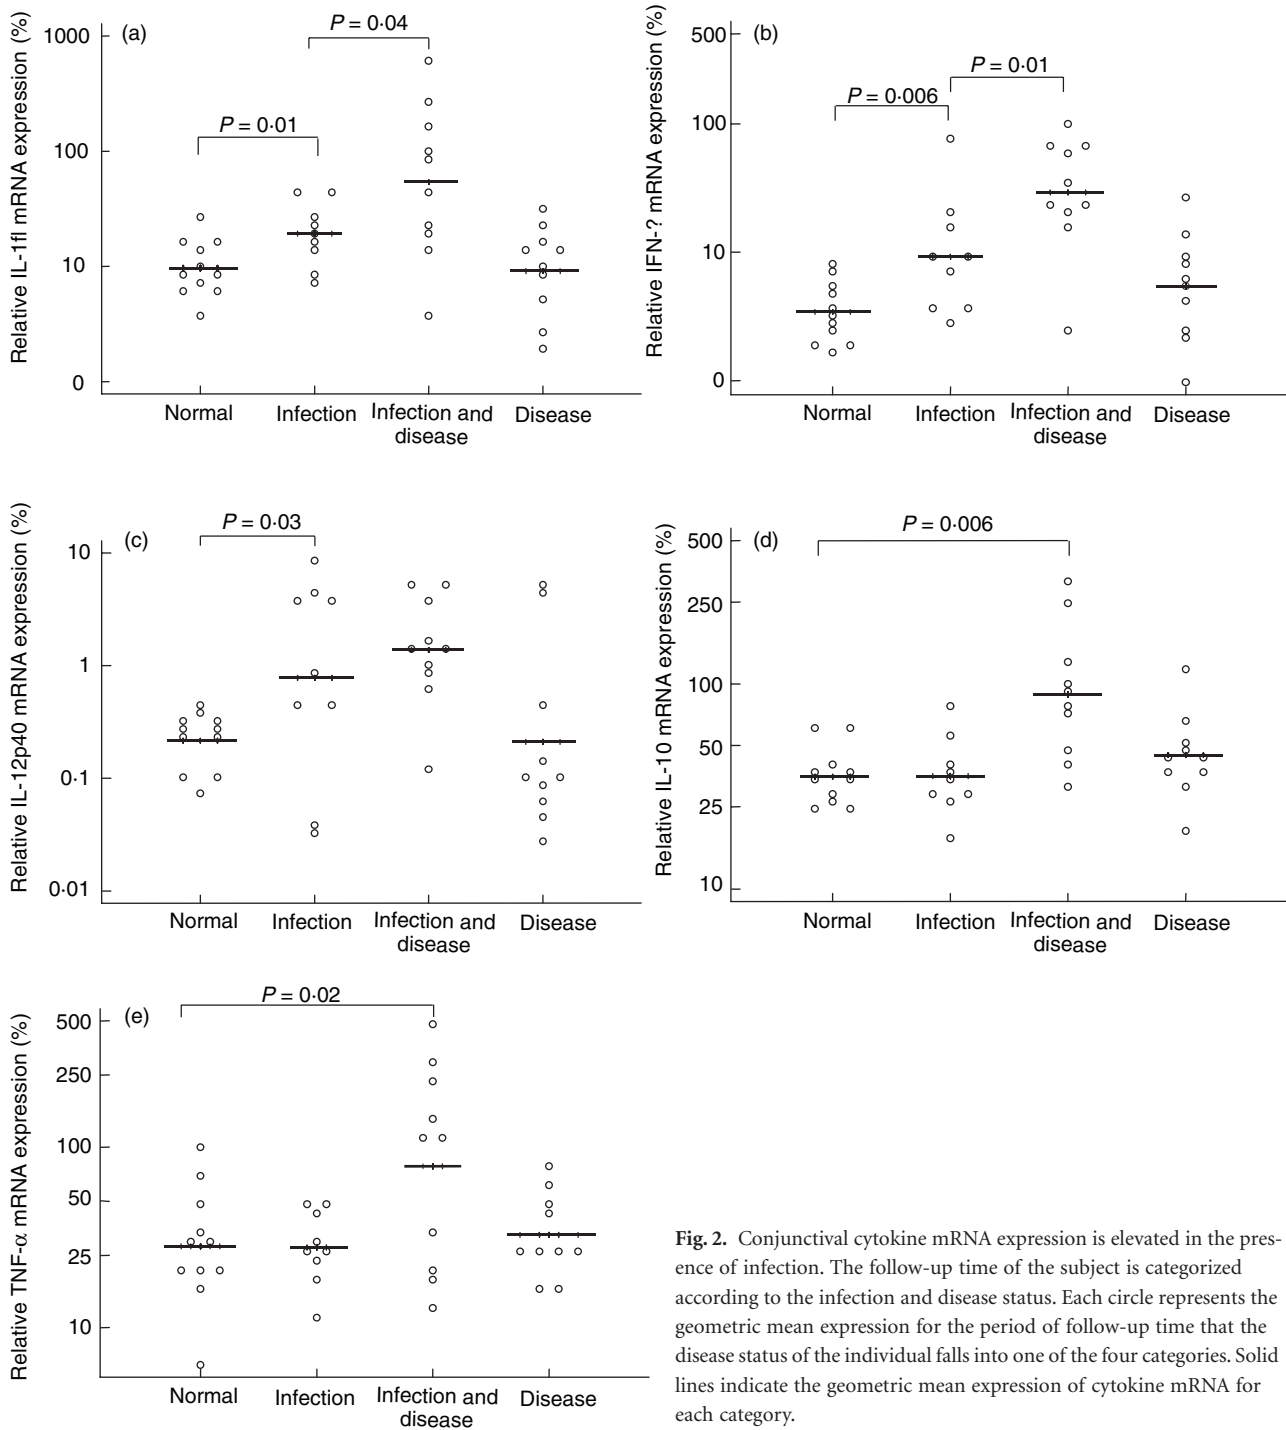 (a)
P = 0·04
P = 0·01
Relative IL-1fl mRNA expression (%)
1000
100
10
0
Normal
Infection
Infection and
disease
Disease
(b)
P = 0·01
P = 0·006
Relative IFN-? mRNA expression (%)
500
100
10
0
Normal
Infection
Infection and
disease
Disease
(c)
P = 0·03
Relative IL-12p40 mRNA expression (%)
10
1
0·1
0·01
Normal
Infection
Infection and
disease
Disease
(d)
P = 0·006
Relative IL-10 mRNA expression (%)
500
250
100
50
25
10
Normal
Infection
Infection and
disease
Disease
(e)
P = 0·02
Relative TNF-α mRNA expression (%)
500
250
100
50
25
10
Normal
Infection
Infection and
disease
Disease
Fig. 2. Conjunctival cytokine mRNA expression is elevated in the pres-
ence of infection. The follow-up time of the subject is categorized
according to the infection and disease status. Each circle represents the
geometric mean expression for the period of follow-up time that the
disease status of the individual falls into one of the four categories. Solid
lines indicate the geometric mean expression of cytokine mRNA for
each category.